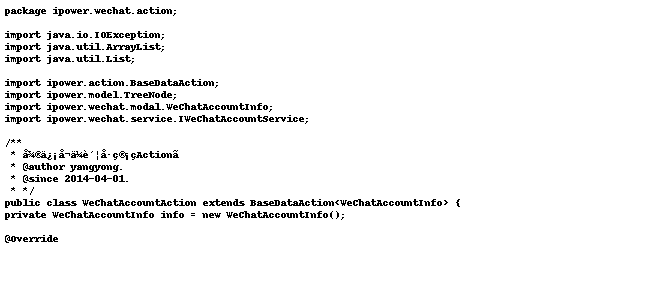 package ipower.wechat.action;
import java.io.IOException;
import java.util.ArrayList;
import java.util.List;
import ipower.action.BaseDataAction;
import ipower.model.TreeNode;
import ipower.wechat.modal.WeChatAccountInfo;
import ipower.wechat.service.IWeChatAccountService;
/**
 * å¾®ä¿¡å¬ä¼è´¦å·ç®¡çActionã
 * @author yangyong.
 * @since 2014-04-01.
 * */
public class WeChatAccountAction extends BaseDataAction<WeChatAccountInfo> {
private WeChatAccountInfo info = new WeChatAccountInfo();
@Override